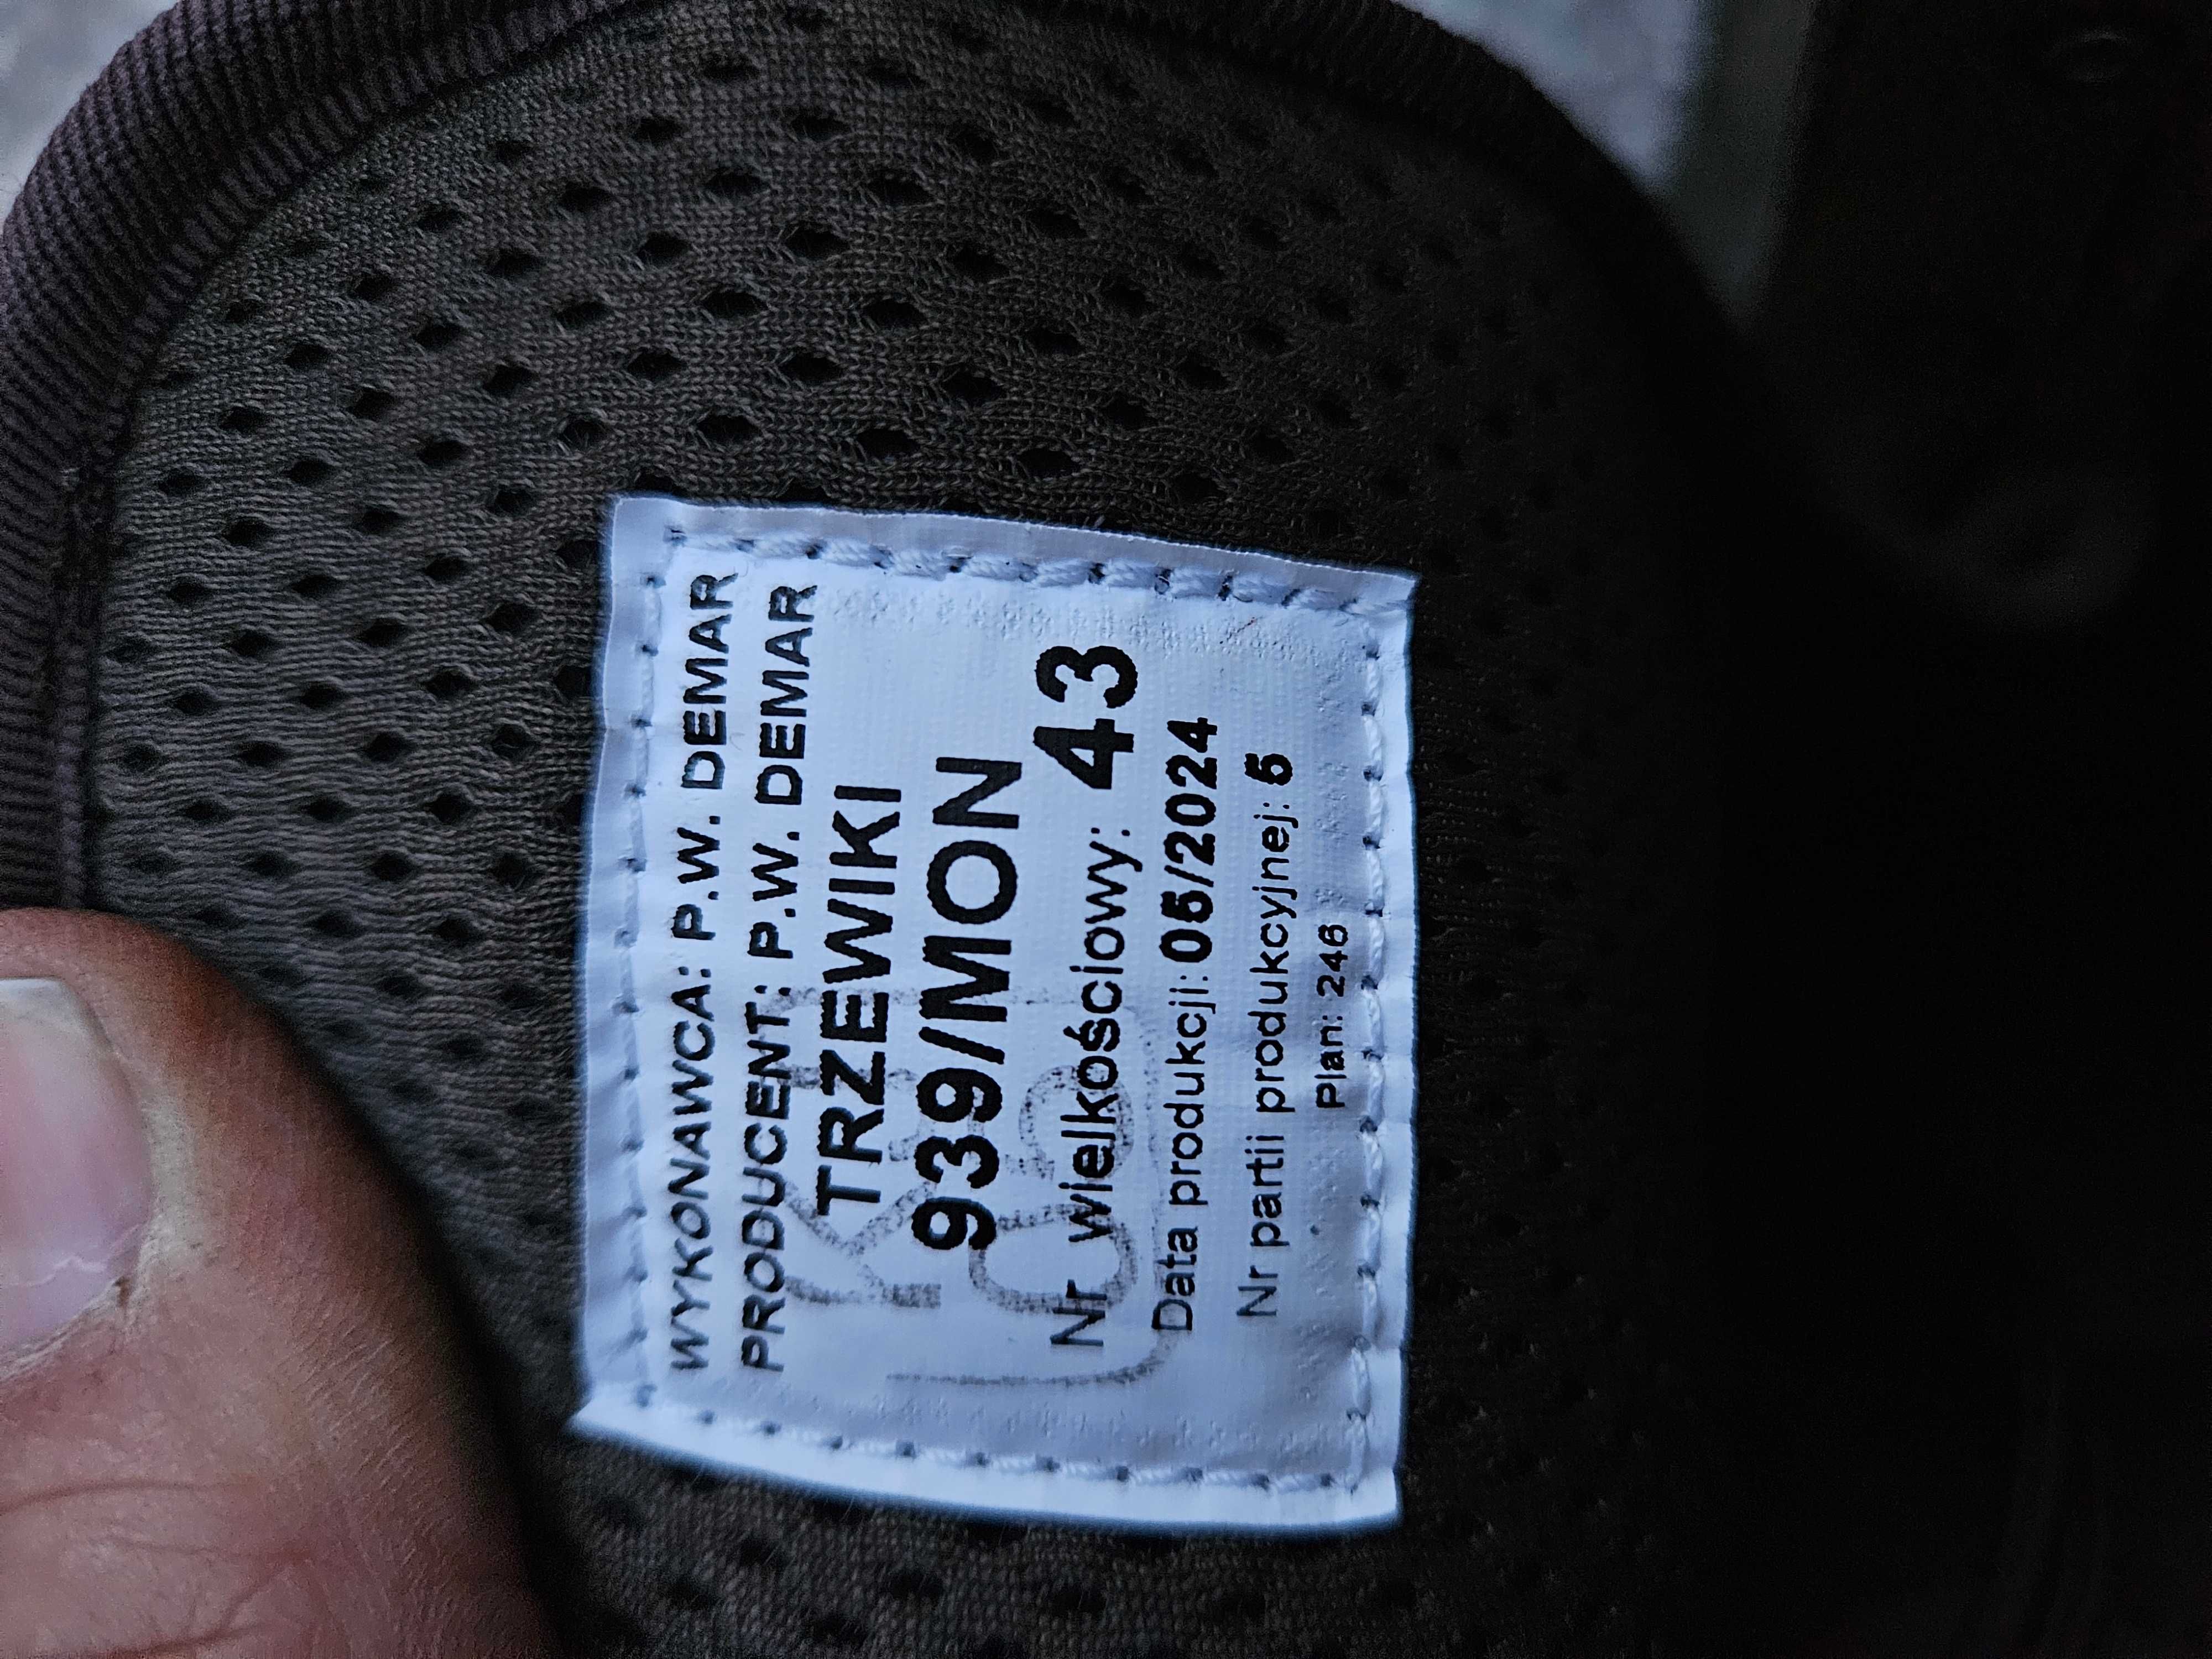 WYKONAWCA: P.W. DEMAR
PRODUCENT: P.W. DEMAR
TRZEWIKI
939/MON
Nr wielkościowy: 43
Data produkcji: 05/2024
Nr partii produkcyjnej: 5
Plan: 246